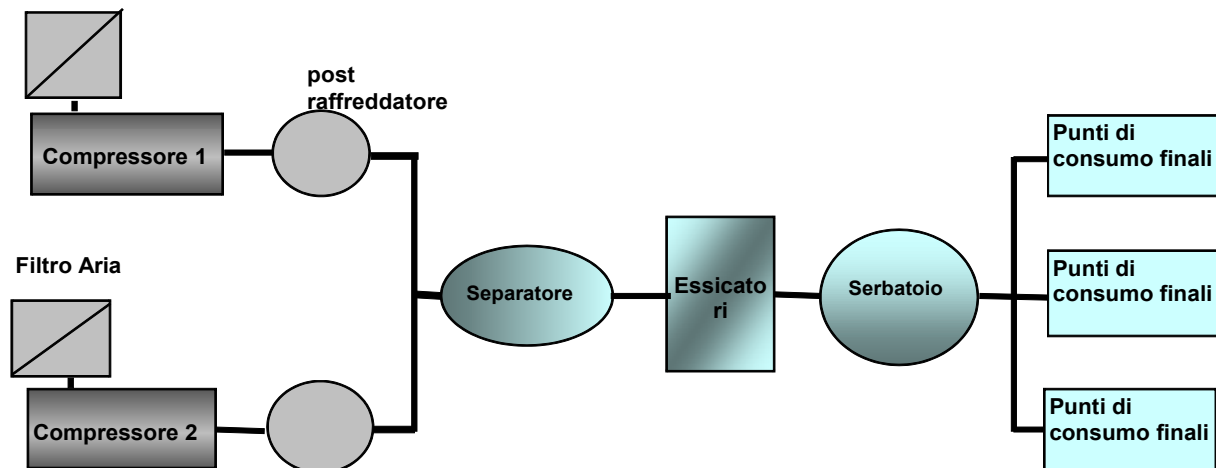 post
raffreddatore
Compressore 1
Punti di
consumo finali
Filtro Aria
Separatore
Essicato
ri
Serbatoio
Punti di
consumo finali
Compressore 2
Punti di
consumo finali